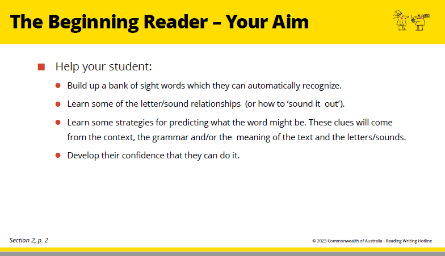 The Beginning Reader – Your Aim
Help your student:
Build up a bank of sight words which they can automatically recognize.
Learn some of the letter/sound relationships (or how to ‘sound it out’).
Learn some strategies for predicting what the word might be. These clues will come
from the context, the grammar and/or the meaning of the text and the letters/sounds.
Develop their confidence that they can do it.
Section 2, p. 2
© 2023 Commonwealth of Australia - Reading Writing Hotline